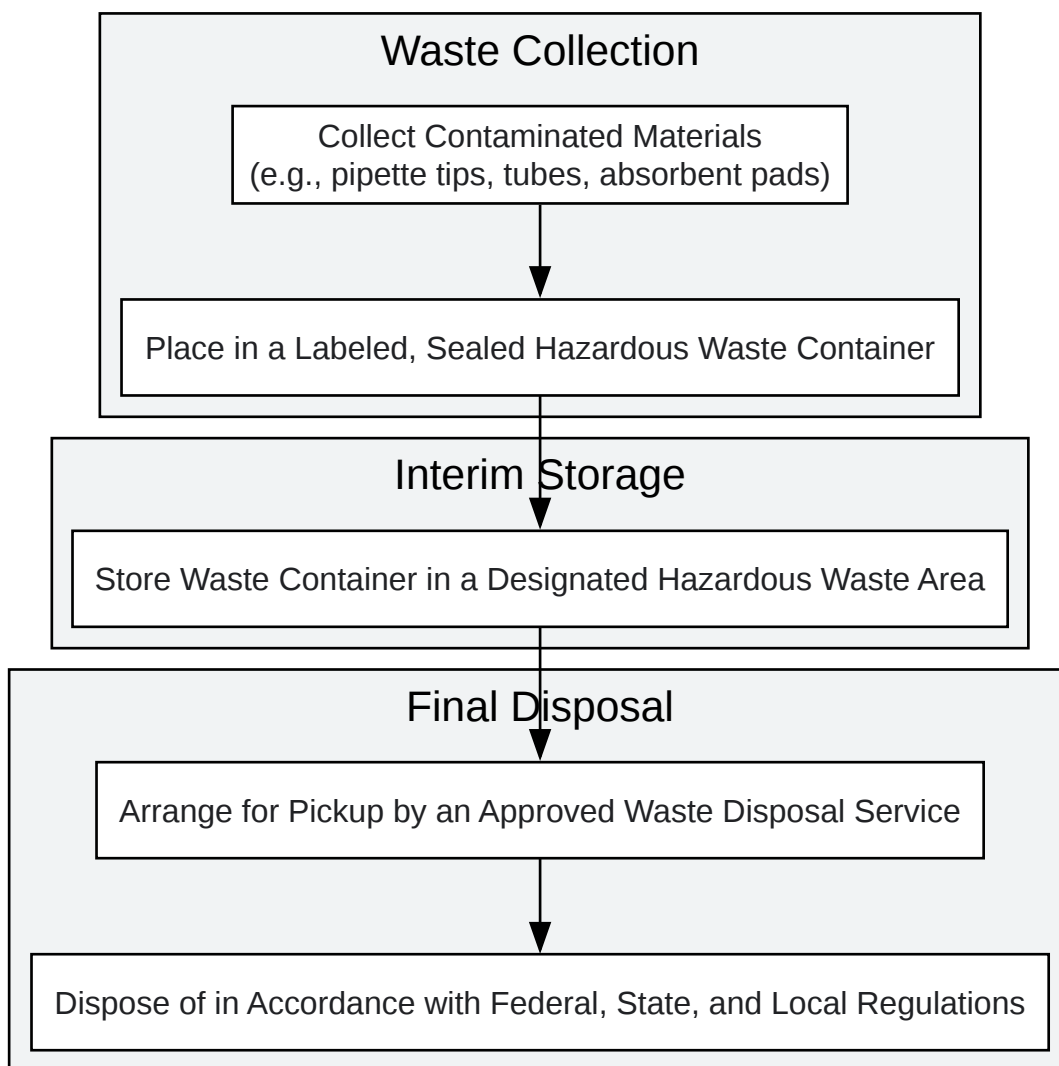 Waste Collection
Collect Contaminated Materials
(e.g., pipette tips, tubes, absorbent pads)
Place in a Labeled, Sealed Hazardous Waste Container
Interim Storage
Store Waste Container in a Designated Hazardous Waste Area
Final Disposal
Arrange for Pickup by an Approved Waste Disposal Service
Dispose of in Accordance with Federal, State, and Local Regulations